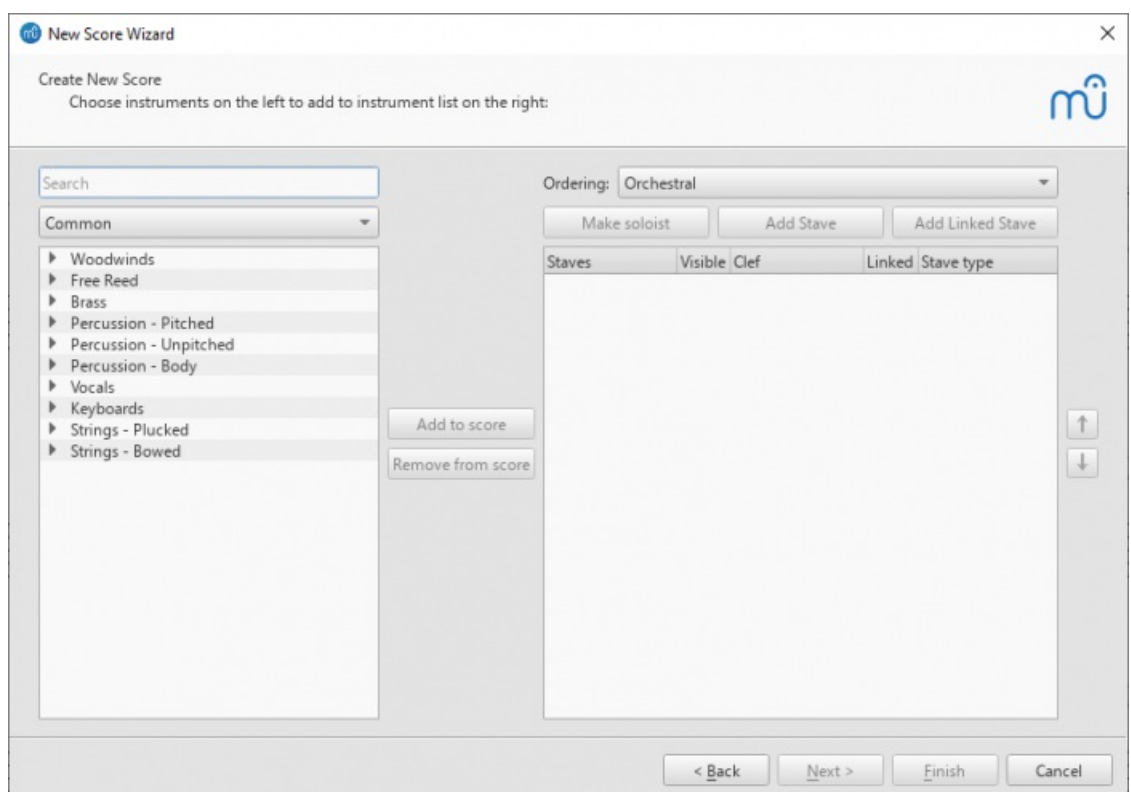 New Score Wizard
Create New Score
Choose instruments on the left to add to instrument list on the right:
Search
Common
Woodwinds
Free Reed
Brass
Percussion - Pitched
Percussion - Unpitched
Percussion - Body
Vocals
Keyboards
Strings - Plucked
Strings - Bowed
Add to score
Remove from score
Ordering: Orchestral
Make soloist Add Stave Add Linked Stave
Staves Visible Clef Linked Stave type
< Back Next > Finish Cancel